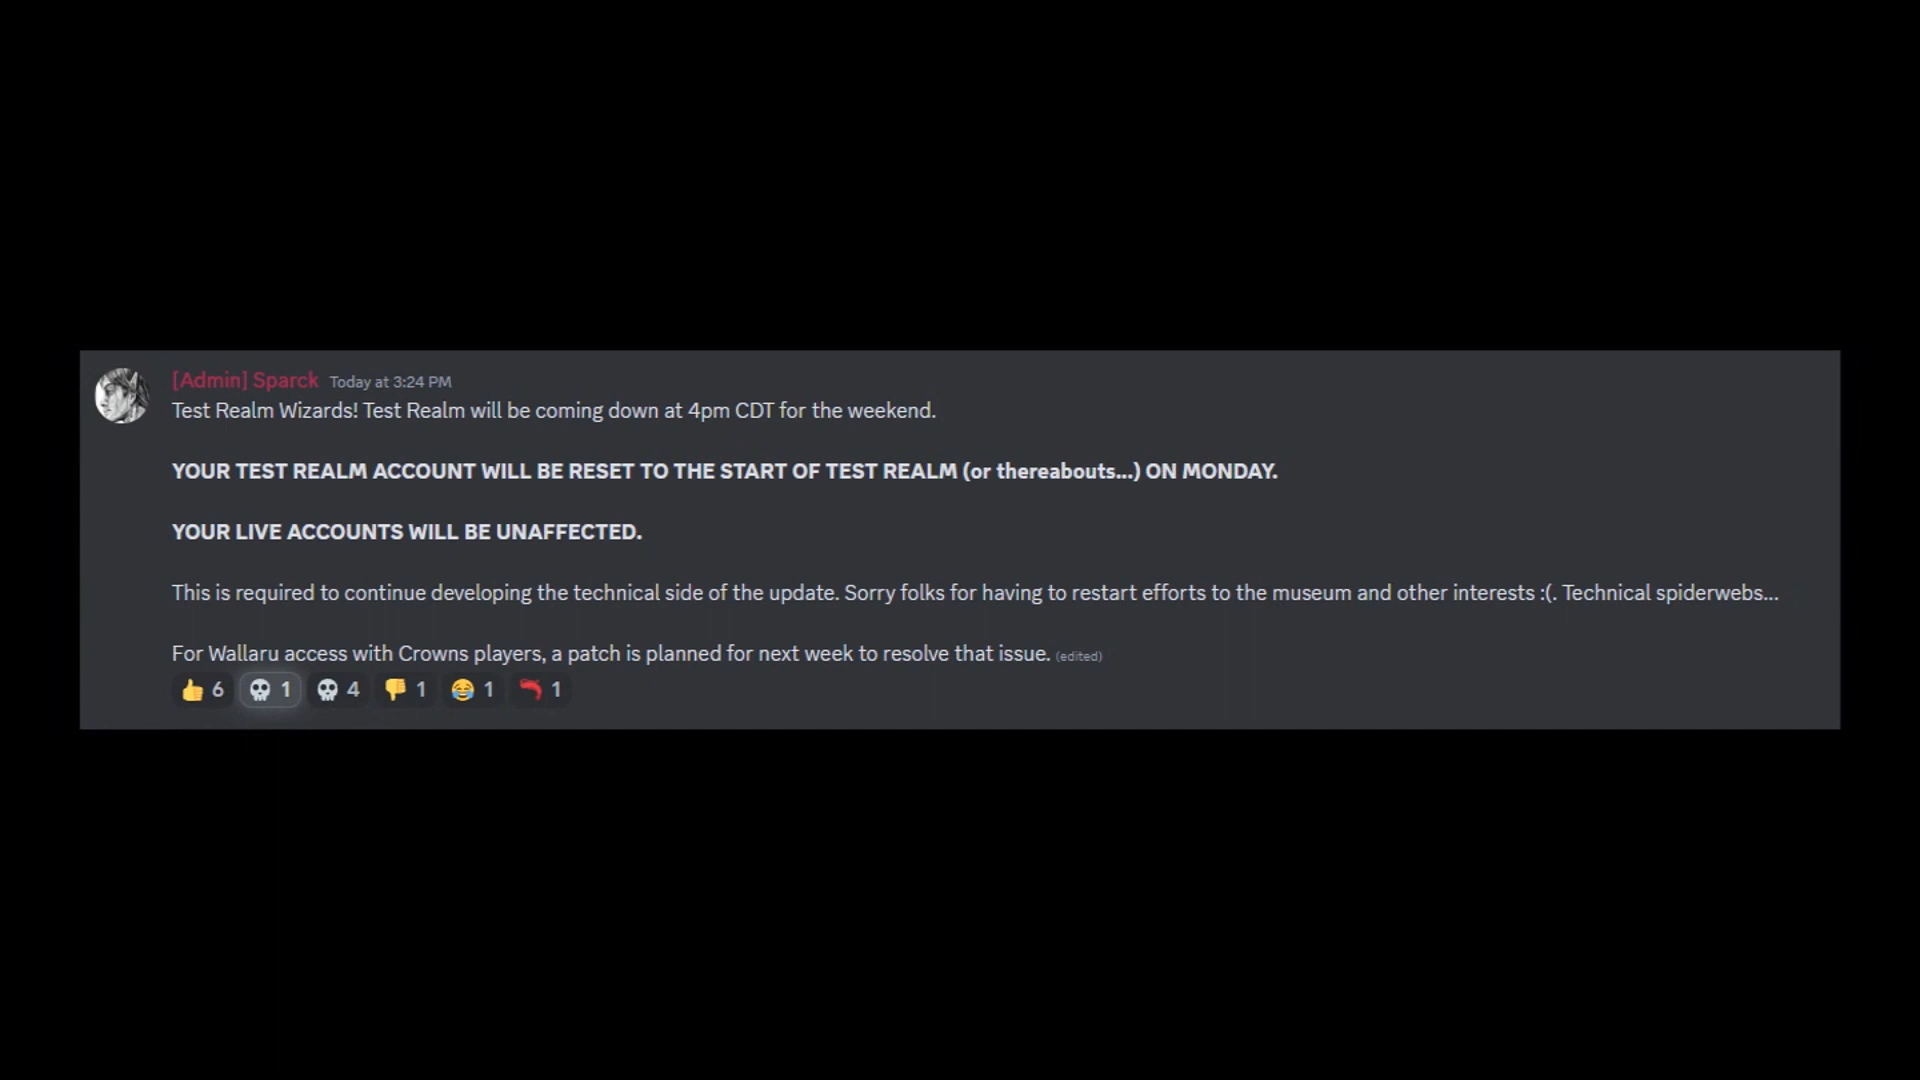 [Admin] Sparck Today at 3:24 PM
Test Realm Wizards! Test Realm will be coming down at 4pm CDT for the weekend.
YOUR TEST REALM ACCOUNT WILL BE RESET TO THE START OF TEST REALM (or thereabouts...) ON MONDAY.
YOUR LIVE ACCOUNTS WILL BE UNAFFECTED.
This is required to continue developing the technical side of the update. Sorry folks for having to restart efforts to the museum and other interests :(. Technical spiderwebs...
For Wallaru access with Crowns players, a patch is planned for next week to resolve that issue. (edited)
👍 6 💀 1 💀 4 👎 1 😂 1 1